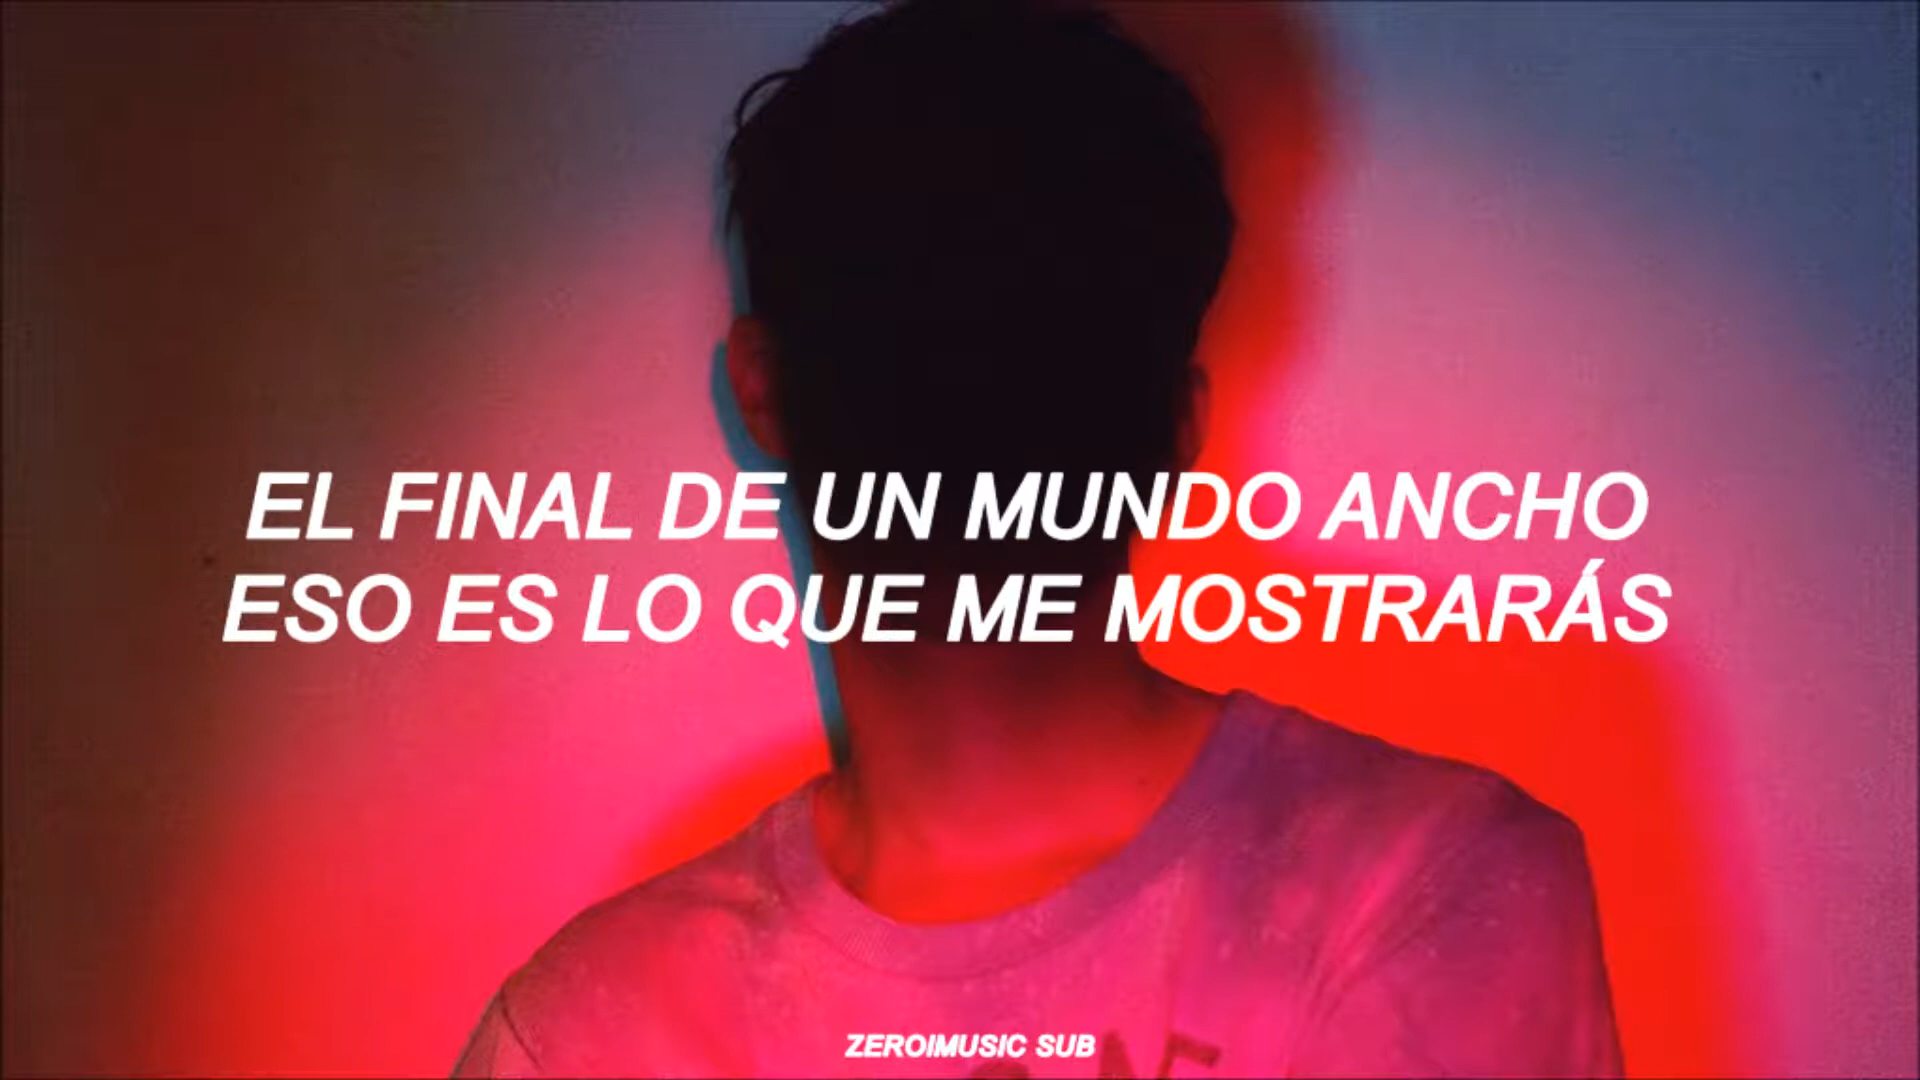 EL FINAL DE UN MUNDO ANCHO
ESO ES LO QUE ME MOSTRARÁS
ZEROIMUSIC SUB